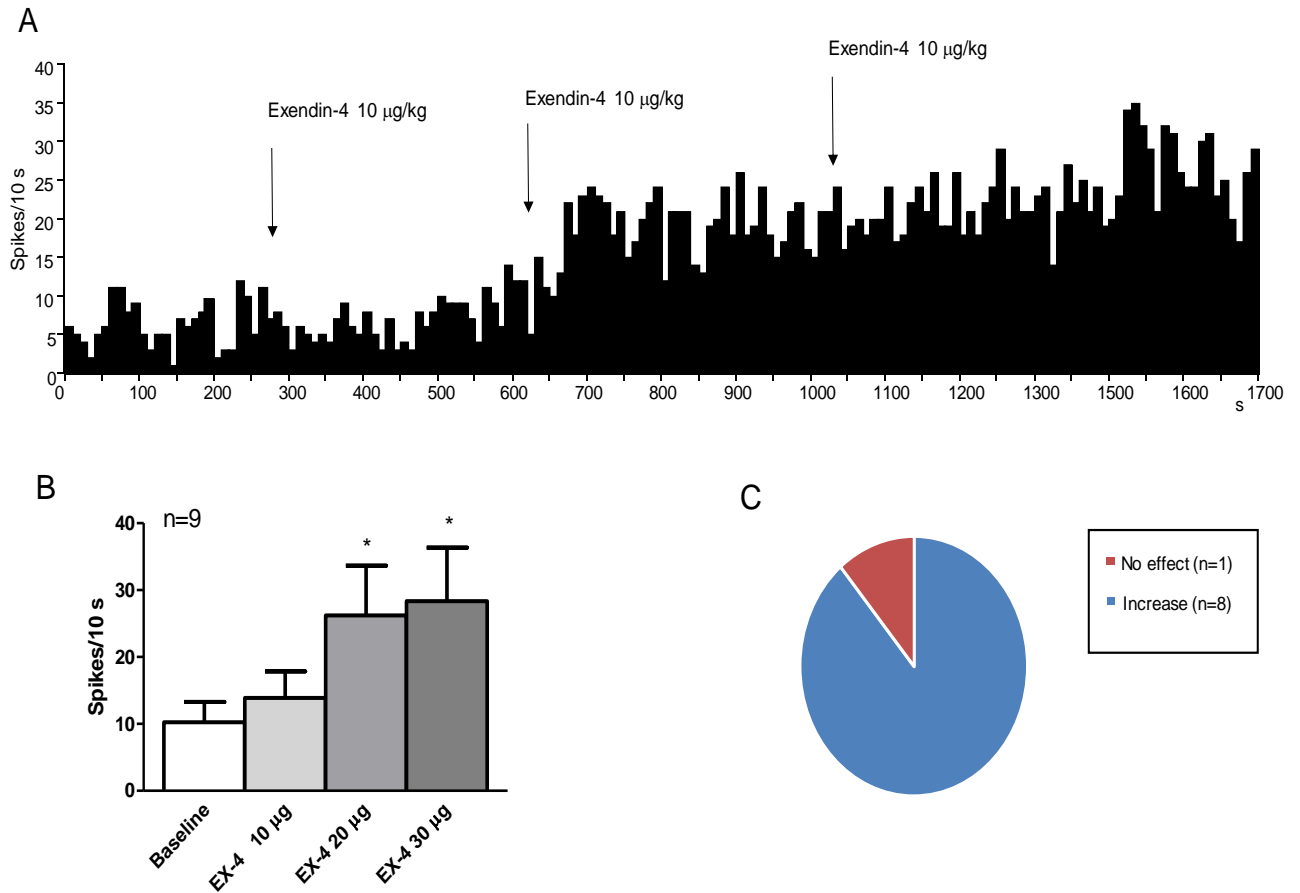 A
Exendin-4 10 µg/kg
Exendin-4 10 µg/kg
Exendin-4 10 µg/kg
Spikes/10 s
40
35
30
25
20
15
10
5
0
0 100 200 300 400 500 600 700 800 900 1000 1100 1200 1300 1400 1500 1600 1700
s
B
n=9
Spikes/10 s
40
30
20
10
0
*
*
Baseline
EX-4 10 µg
EX-4 20 µg
EX-4 30 µg
C
No effect (n=1)
Increase (n=8)